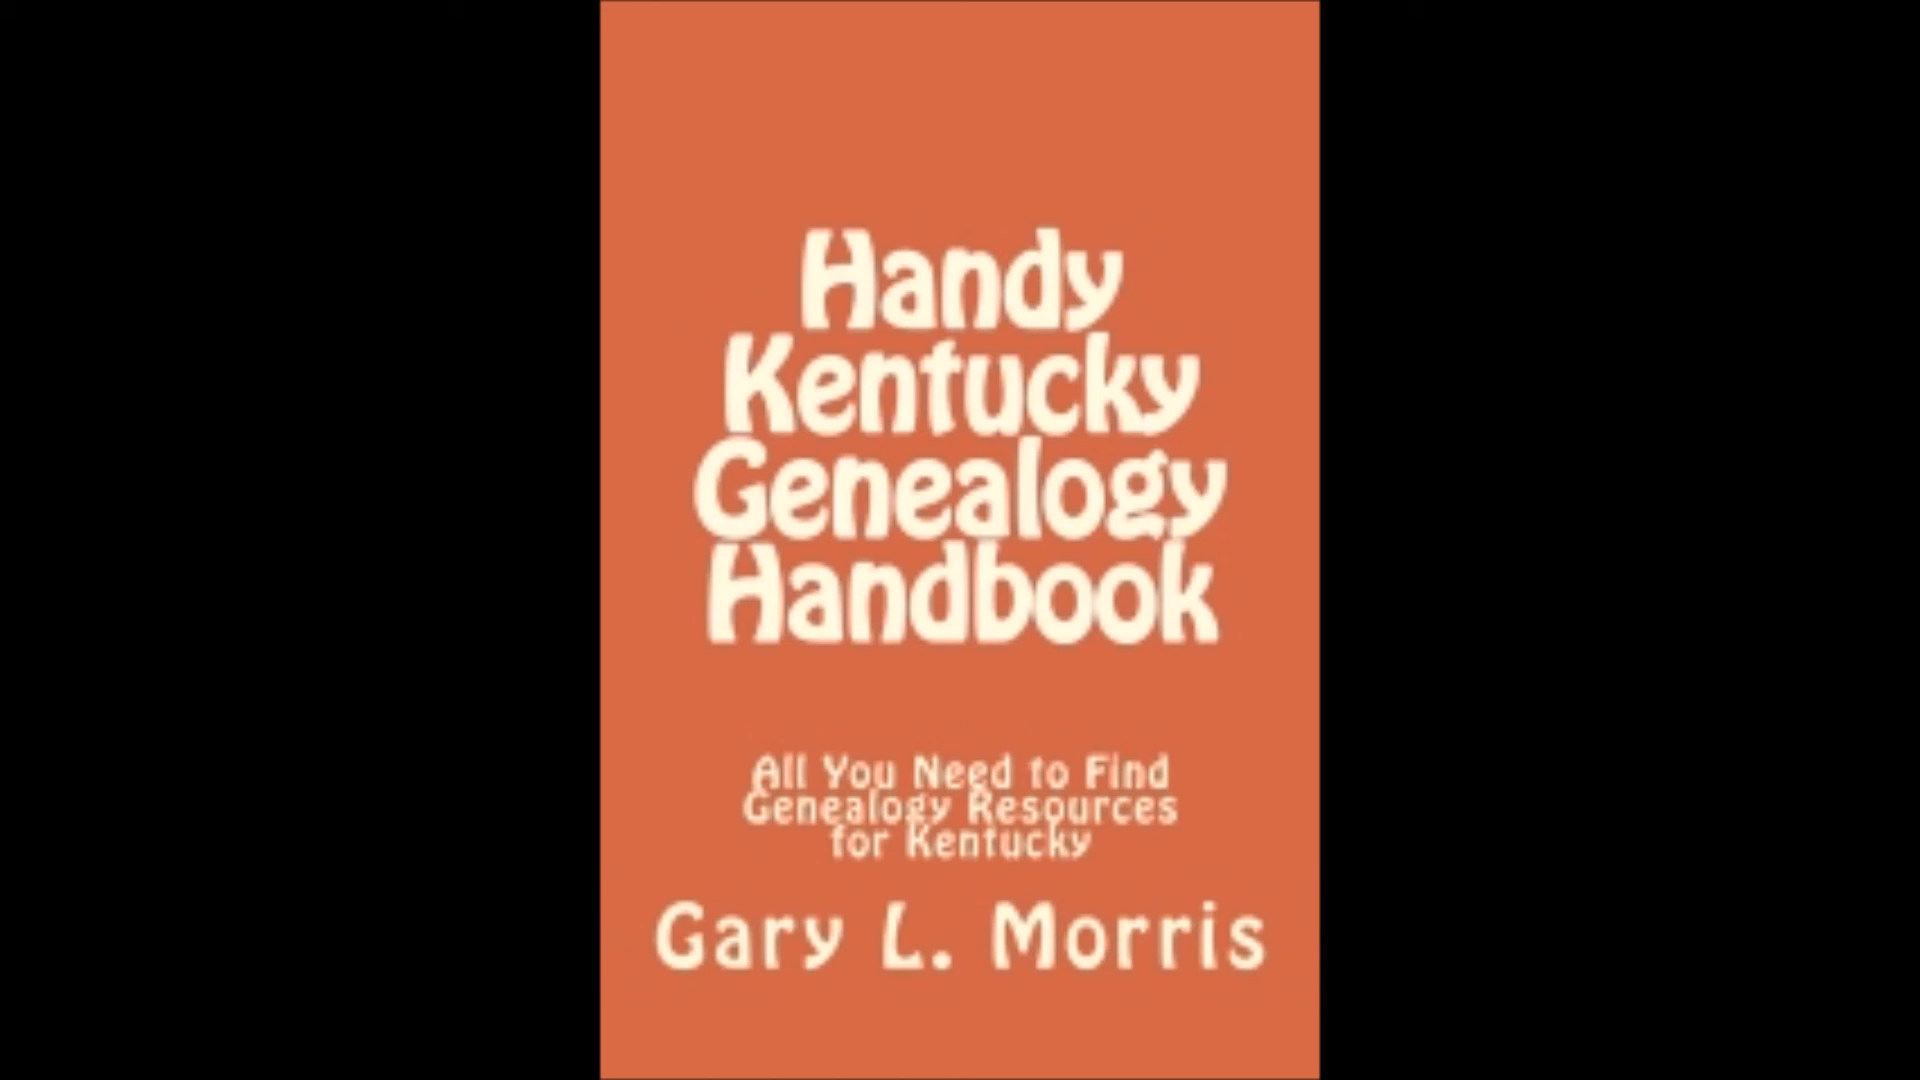 Handy
Kentucky
Genealogy
Handbook
All You Need to Find
Genealogy Resources
for Kentucky
Gary L. Morris